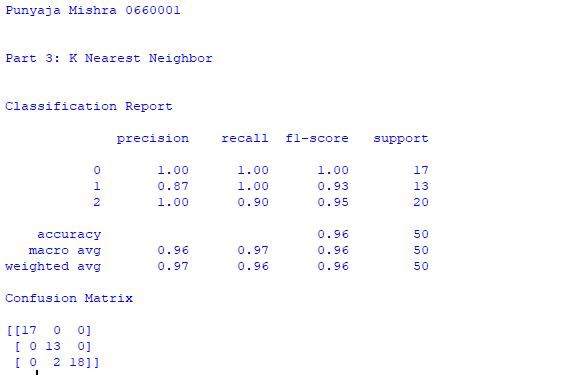 Punyaja Mishra 0660001
Part 3: K Nearest Neighbor
Classification Report
precision recall f1-score support
0 1.00 1.00 1.00 17
1 0.87 1.00 0.93 13
2 1.00 0.90 0.95 20
accuracy 0.96 50
macro avg 0.96 0.97 0.96 50
weighted avg 0.97 0.96 0.96 50
Confusion Matrix
[[17 0 0]
[ 0 13 0]
[ 0 2 18]]